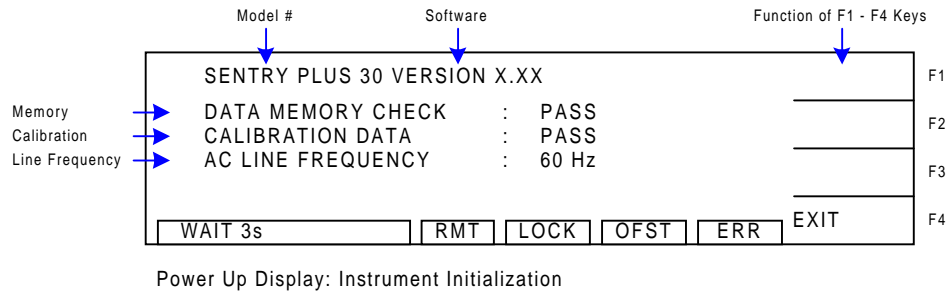 Model # Software Function of F1 - F4 Keys
SENTRY PLUS 30 VERSION X.XX F1
Memory DATA MEMORY CHECK : PASS
F2
Calibration CALIBRATION DATA : PASS
Line Frequency AC LINE FREQUENCY : 60 Hz
F3
WAIT 3s RMT LOCK OFST ERR EXIT F4
Power Up Display: Instrument Initialization